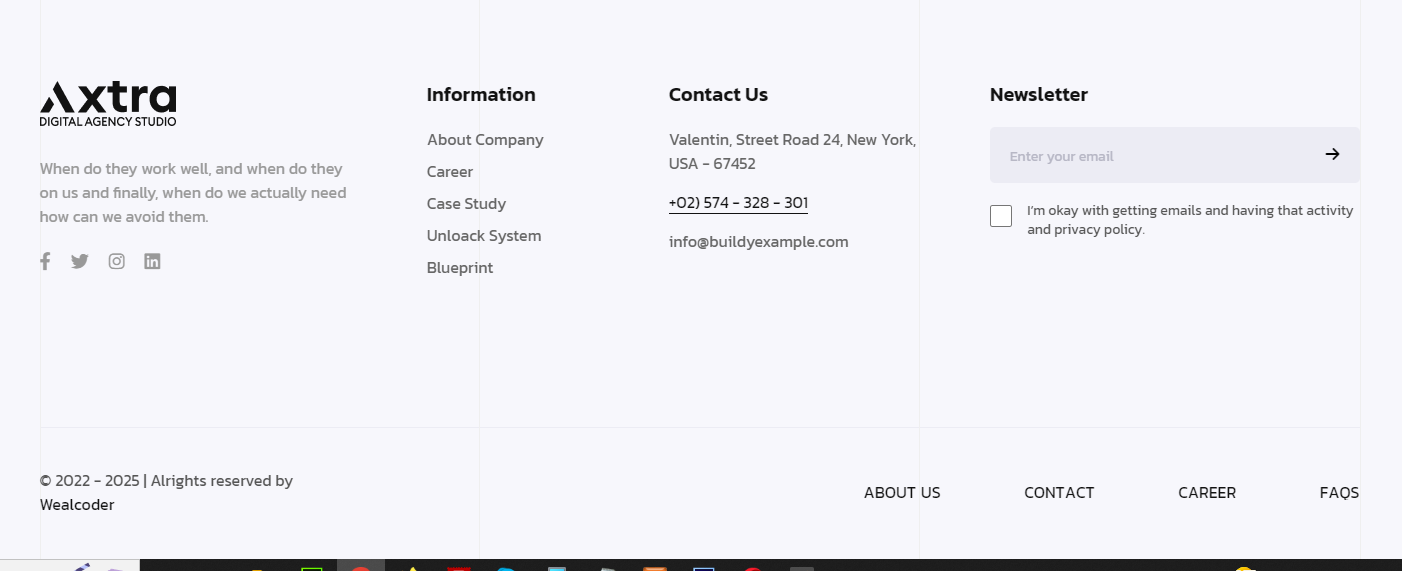 Axtra
DIGITAL AGENCY STUDIO
When do they work well, and when do they
on us and finally, when do we actually need
how can we avoid them.
Information
About Company
Career
Case Study
Unloack System
Blueprint
Contact Us
Valentin, Street Road 24, New York,
USA - 67452
+02) 574 - 328 - 301
info@buildyexample.com
Newsletter
Enter your email
I'm okay with getting emails and having that activity
and privacy policy.
© 2022 - 2025 | Alrights reserved by
Wealcoder
ABOUT US
CONTACT
CAREER
FAQS